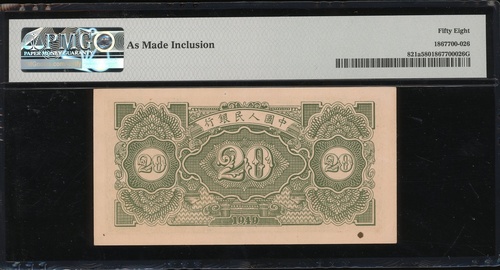 PMG
PAPER MONEY GUARANTY
As Made Inclusion
Fifty Eight
1867700-026
821a5801867700026G
行銀民人國中
20 20 20
1949